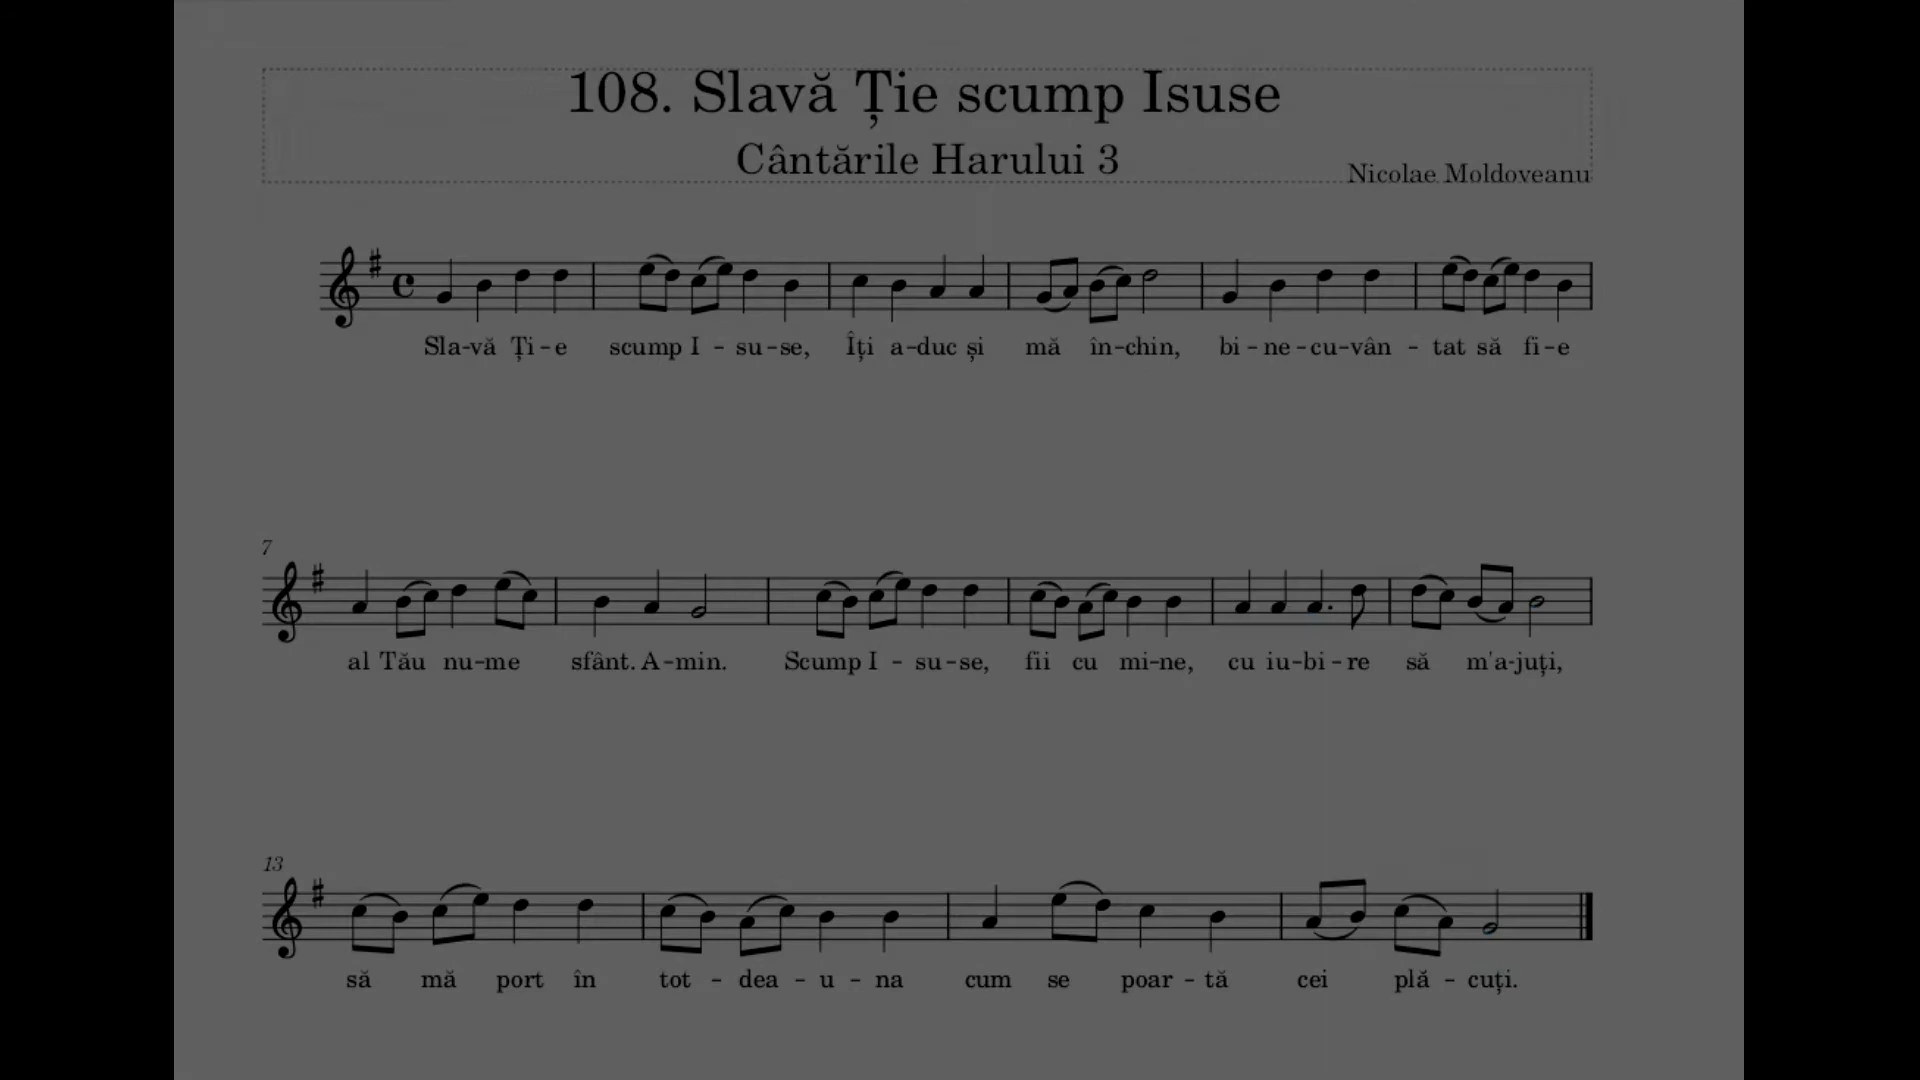 108. Slavă Ție scump Isuse
Cântările Harului 3
Nicolae Moldoveanu
Sla-vă Ți-e scump I-su-se, Îți a-duc și mă în-chin, bi-ne-cu-vân-tat să fi-e
7
al Tău nu-me sfânt. A-min. Scump I-su-se, fii cu mi-ne, cu iu-bi-re să m'a-juți,
13
să mă port în tot-dea-u-na cum se poar-tă cei plă-cuți.